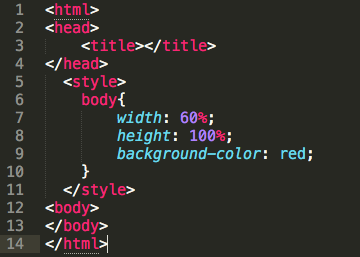 1 <html>
2 <head>
3     <title></title>
4 </head>
5   <style>
6     body{
7         width: 60%;
8         height: 100%;
9         background-color: red;
10     }
11   </style>
12 <body>
13 </body>
14 </html>